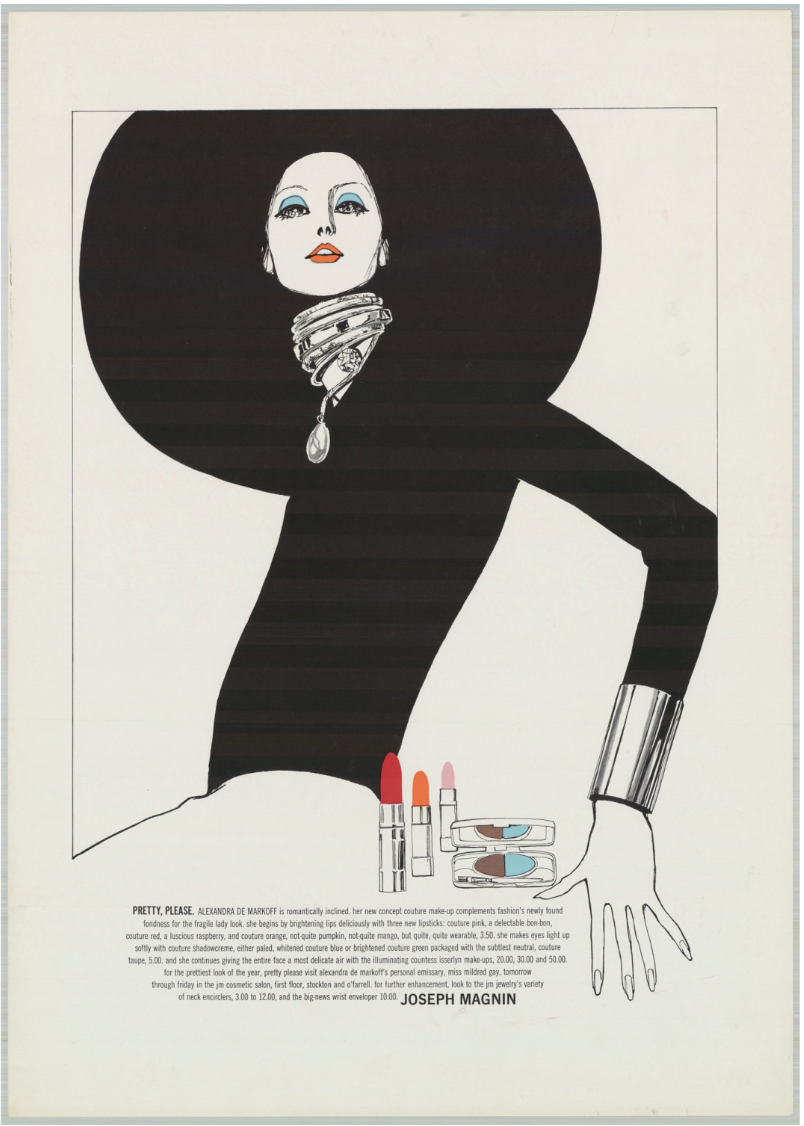 PRETTY, PLEASE. ALEXANDRA DE MARKOFF is romantically inclined. her new concept couture make-up complements fashion's newly found
fondness for the fragile lady look. she begins by brightening lips deliciously with three new lipsticks: couture pink, a delectable bon-bon,
couture red, a luscious raspberry, and couture orange, not-quite pumpkin, not-quite mango, but quite, quite wearable, 3.50. she makes eyes light up
softly with couture shadowcreme, either paled, whitened couture blue or brightened couture green packaged with the subtlest neutral, couture
taupe, 5.00. and she continues giving the entire face a most delicate air with the illuminating countess isserlyn make-ups, 20.00, 30.00 and 50.00.
for the prettiest look of the year, pretty please visit alexandra de markoff's personal emissary, miss mildred gay, tomorrow
through friday in the jm cosmetic salon, first floor, stockton and o'farrell. for further enhancement, look to the jm jewelry's variety
of neck encirclers, 3.00 to 12.00, and the big-news wrist enveloper 10.00. JOSEPH MAGNIN